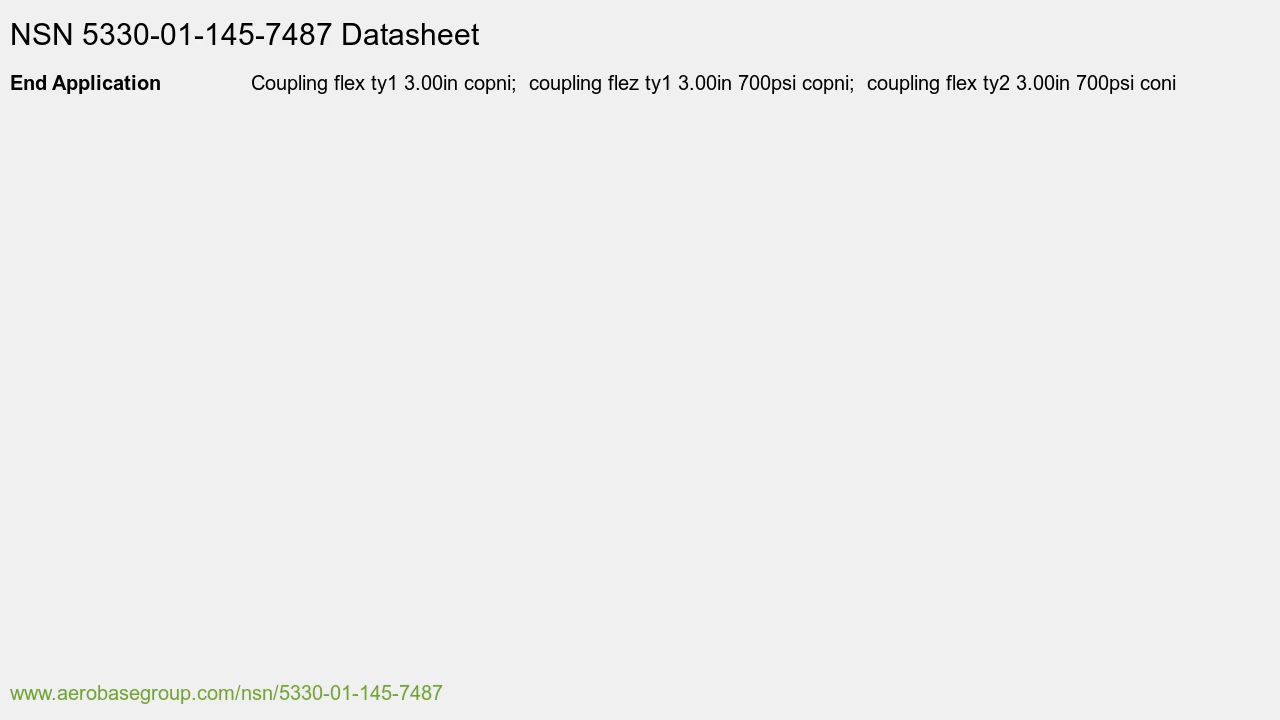 NSN 5330-01-145-7487 Datasheet
End Application Coupling flex ty1 3.00in copni; coupling flez ty1 3.00in 700psi copni; coupling flex ty2 3.00in 700psi coni
www.aerobasegroup.com/nsn/5330-01-145-7487